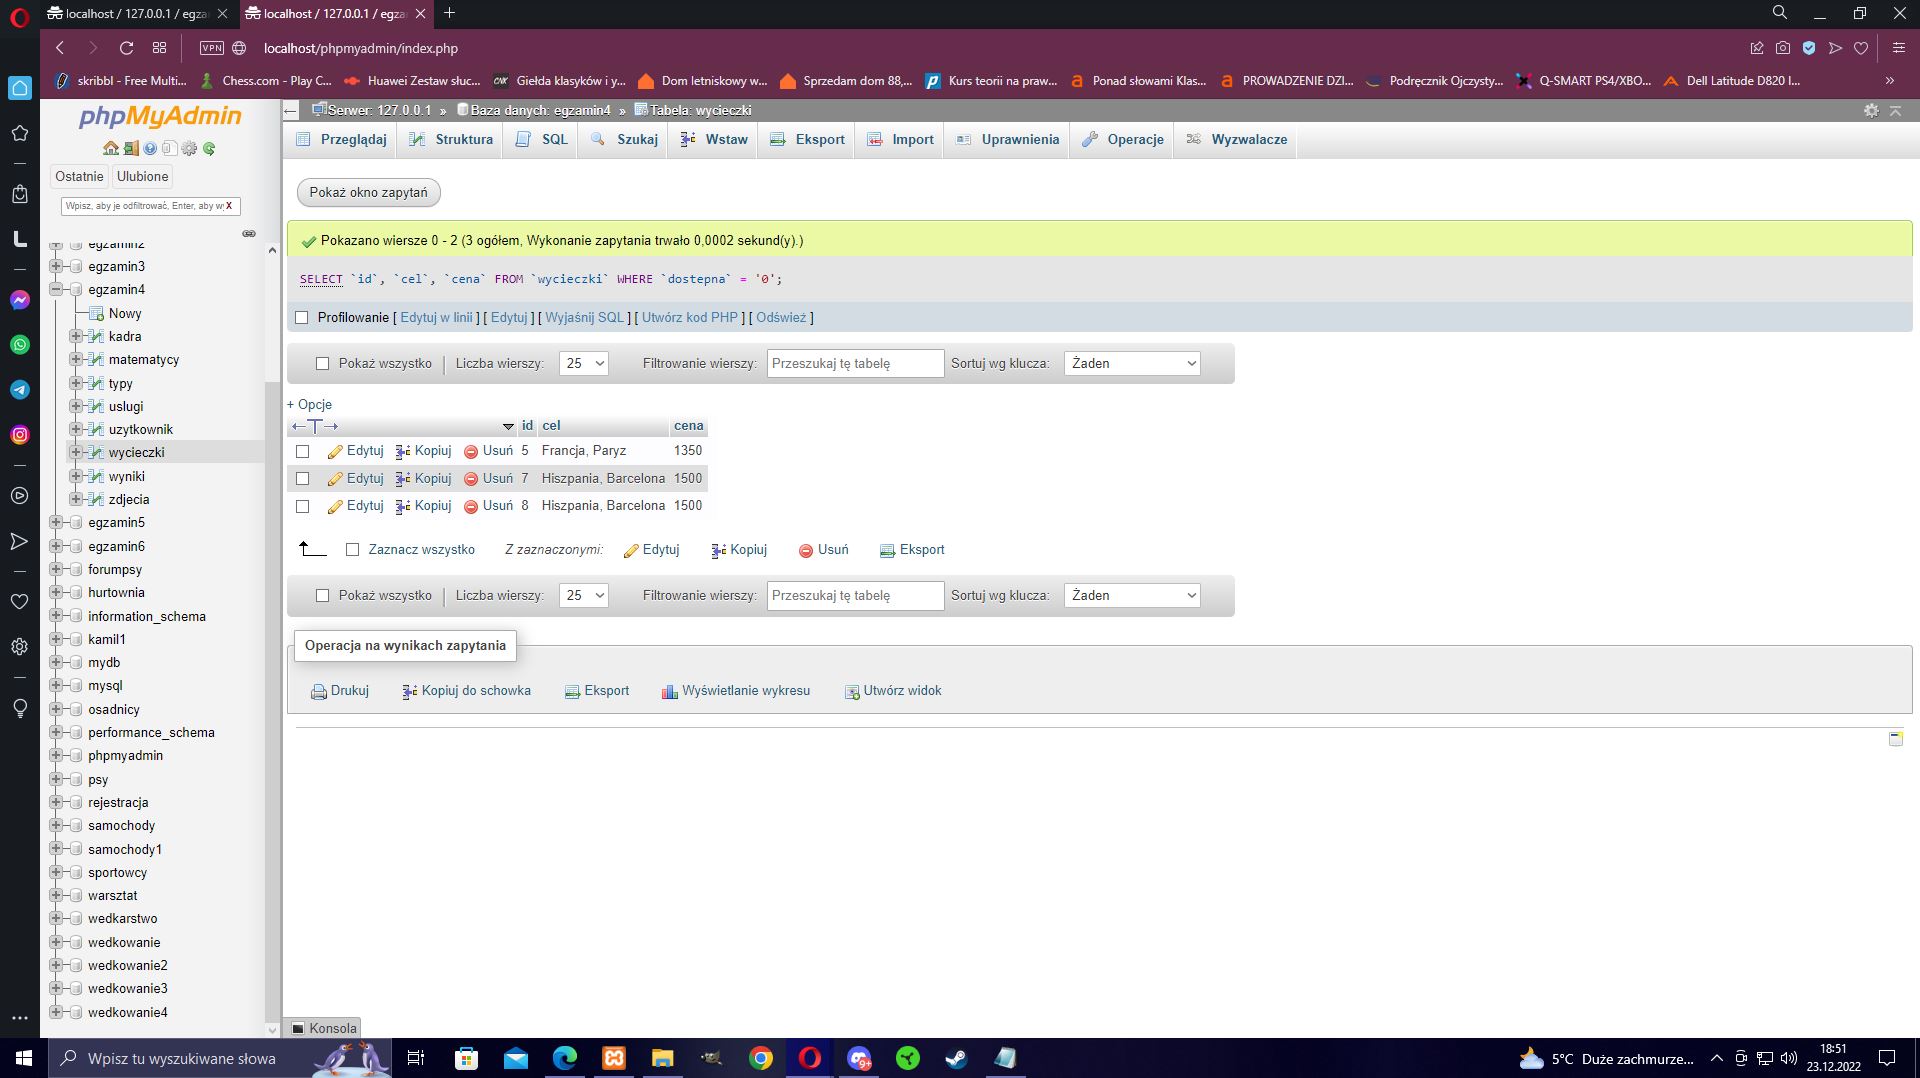 localhost / 127.0.0.1 / egza
localhost / 127.0.0.1 / egza
VPN
localhost/phpmyadmin/index.php
skribbl - Free Multi...
Chess.com - Play C...
Huawei Zestaw słuc...
Giełda klasyków i y...
Dom letniskowy w...
Sprzedam dom 88,...
Kurs teorii na praw...
Ponad słowami Klas...
PROWADZENIE DZI...
Podręcznik Ojczysty...
Q-SMART PS4/XBO...
Dell Latitude D820 I...
phpMyAdmin
Ostatnie Ulubione
Wpisz, aby je odfiltrować, Enter, aby wy X
egzamin2
egzamin3
egzamin4
Nowy
kadra
matematycy
typy
uslugi
uzytkownik
wycieczki
wyniki
zdjecia
egzamin5
egzamin6
forumpsy
hurtownia
information_schema
kamil1
mydb
mysql
osadnicy
performance_schema
phpmyadmin
psy
rejestracja
samochody
samochody1
sportowcy
warsztat
wedkarstwo
wedkowanie
wedkowanie2
wedkowanie3
wedkowanie4
Serwer: 127.0.0.1 » Baza danych: egzamin4 » Tabela: wycieczki
Przeglądaj Struktura SQL Szukaj Wstaw Eksport Import Uprawnienia Operacje Wyzwalacze
Pokaż okno zapytań
Pokazano wiersze 0 - 2 (3 ogółem, Wykonanie zapytania trwało 0,0002 sekund(y).)
SELECT `id`, `cel`, `cena` FROM `wycieczki` WHERE `dostepna` = '0';
Profilowanie [ Edytuj w linii ] [ Edytuj ] [ Wyjaśnij SQL ] [ Utwórz kod PHP ] [ Odśwież ]
Pokaż wszystko Liczba wierszy: 25 Filtrowanie wierszy: Przeszukaj tę tabelę Sortuj wg klucza: Żaden
+ Opcje
id cel cena
Edytuj Kopiuj Usuń 5 Francja, Paryz 1350
Edytuj Kopiuj Usuń 7 Hiszpania, Barcelona 1500
Edytuj Kopiuj Usuń 8 Hiszpania, Barcelona 1500
Zaznacz wszystko Z zaznaczonymi: Edytuj Kopiuj Usuń Eksport
Pokaż wszystko Liczba wierszy: 25 Filtrowanie wierszy: Przeszukaj tę tabelę Sortuj wg klucza: Żaden
Operacja na wynikach zapytania
Drukuj Kopiuj do schowka Eksport Wyświetlanie wykresu Utwórz widok
Konsola
Wpisz tu wyszukiwane słowa
9+
5°C Duże zachmurze...
18:51
23.12.2022